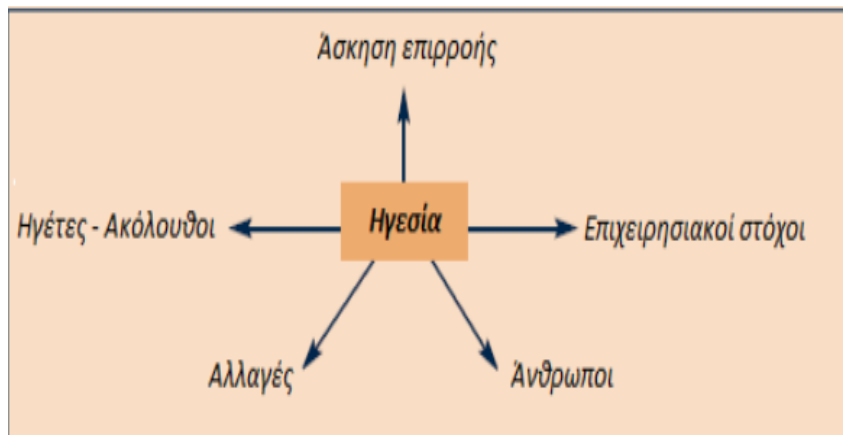 Άσκηση επιρροής
Ηγέτες - Ακόλουθοι
Ηγεσία
Επιχειρησιακοί στόχοι
Αλλαγές
Άνθρωποι